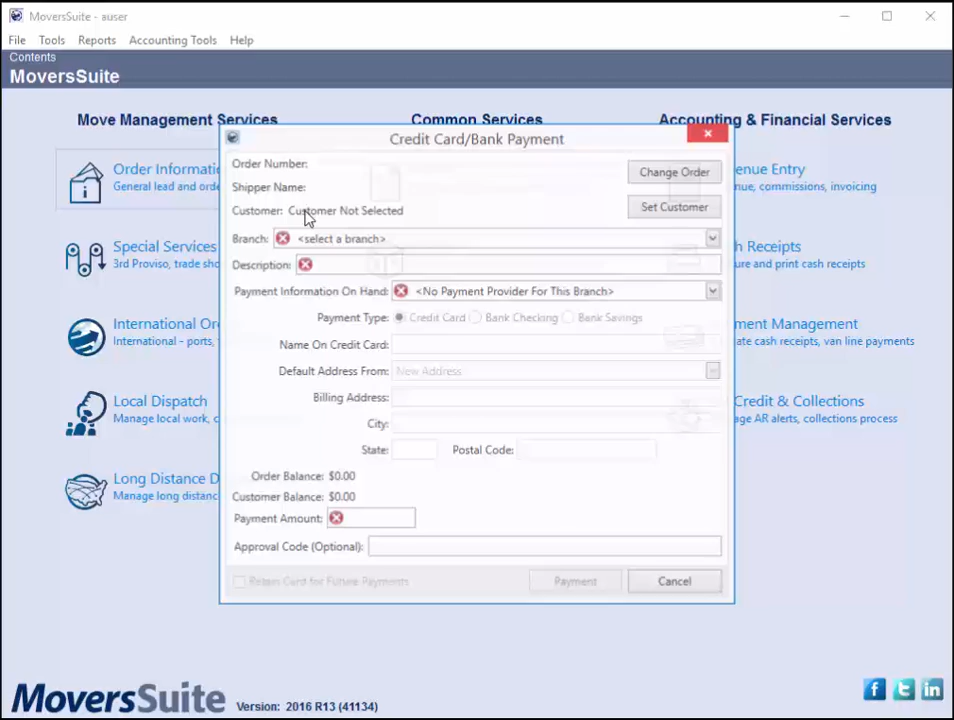 MoversSuite - auser
File Tools Reports Accounting Tools Help
Contents
MoversSuite
Move Management Services
Common Services
Accounting & Financial Services
Order Informati
General lead and orde
Special Services
3rd Proviso, trade sho
International Or
International - ports,
Local Dispatch
Manage local work, c
Long Distance D
Manage long distanc
Credit Card/Bank Payment
Order Number:
Change Order
Shipper Name:
Customer: Customer Not Selected
Set Customer
Branch: <select a branch>
Description:
Payment Information On Hand: <No Payment Provider For This Branch>
Payment Type: Credit Card Bank Checking Bank Savings
Name On Credit Card:
Default Address From: New Address
Billing Address:
City:
State: Postal Code:
Order Balance: $0.00
Customer Balance: $0.00
Payment Amount:
Approval Code (Optional):
Retain Card for Future Payments Payment Cancel
enue Entry
nue, commissions, invoicing
h Receipts
ure and print cash receipts
ment Management
ate cash receipts, van line payments
Credit & Collections
age AR alerts, collections process
MoversSuite Version: 2016 R13 (41134)